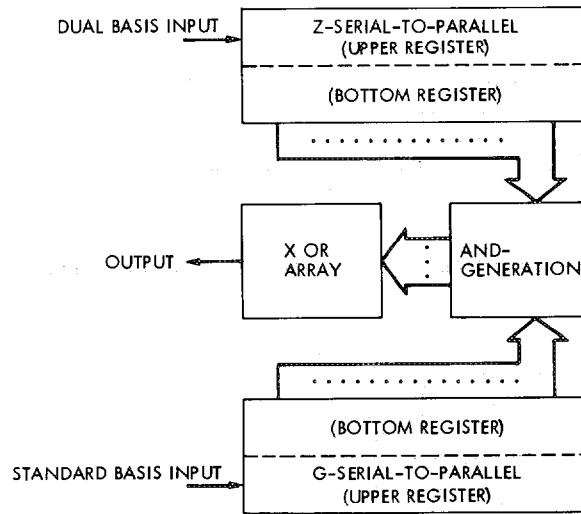 DUAL BASIS INPUT
Z-SERIAL-TO-PARALLEL
(UPPER REGISTER)
(BOTTOM REGISTER)
OUTPUT
X OR
ARRAY
AND-
GENERATION
(BOTTOM REGISTER)
STANDARD BASIS INPUT
G-SERIAL-TO-PARALLEL
(UPPER REGISTER)